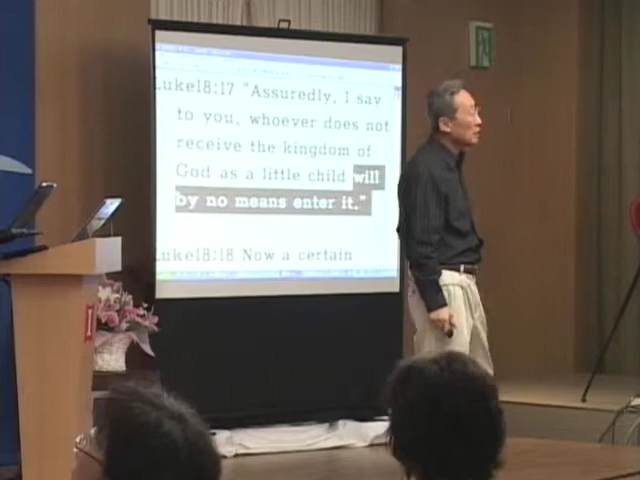 Luke18:17 "Assuredly, I say
to you, whoever does not
receive the kingdom of
God as a little child will
by no means enter it."
Luke18:18 Now a certain